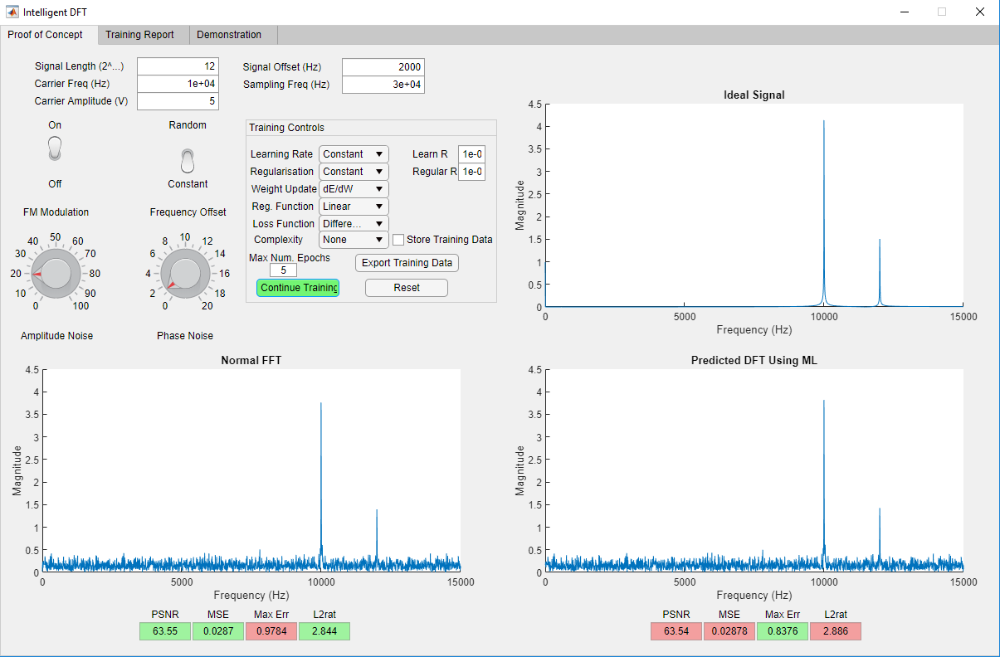 Intelligent DFT
Proof of Concept Training Report Demonstration
Signal Length (2^...) 12 Signal Offset (Hz) 2000
Carrier Freq (Hz) 1e+04 Sampling Freq (Hz) 3e+04
Carrier Amplitude (V) 5
On Random
Off Constant
FM Modulation Frequency Offset
0 10 20 30 40 50 60 70 80 90 100
Amplitude Noise
0 2 4 6 8 10 12 14 16 18 20
Phase Noise
Training Controls
Learning Rate Constant Learn R 1e-0
Regularisation Constant Regular R 1e-0
Weight Update dE/dW
Reg. Function Linear
Loss Function Differe...
Complexity None Store Training Data
Max Num. Epochs
5 Export Training Data
Continue Training Reset
Ideal Signal
4.5
4
3.5
3
2.5
2
1.5
1
0.5
0
Magnitude
0 5000 10000 15000
Frequency (Hz)
Normal FFT
4.5
4
3.5
3
2.5
2
1.5
1
0.5
0
Magnitude
0 5000 10000 15000
Frequency (Hz)
PSNR MSE Max Err L2rat
63.55 0.0287 0.9784 2.844
Predicted DFT Using ML
4.5
4
3.5
3
2.5
2
1.5
1
0.5
0
Magnitude
0 5000 10000 15000
Frequency (Hz)
PSNR MSE Max Err L2rat
63.54 0.02878 0.8376 2.886